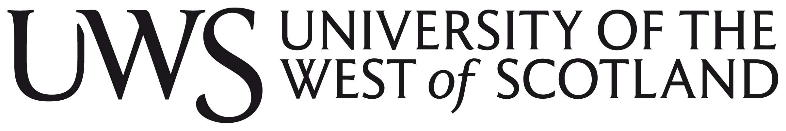 UWS
UNIVERSITY OF THE
WEST of SCOTLAND